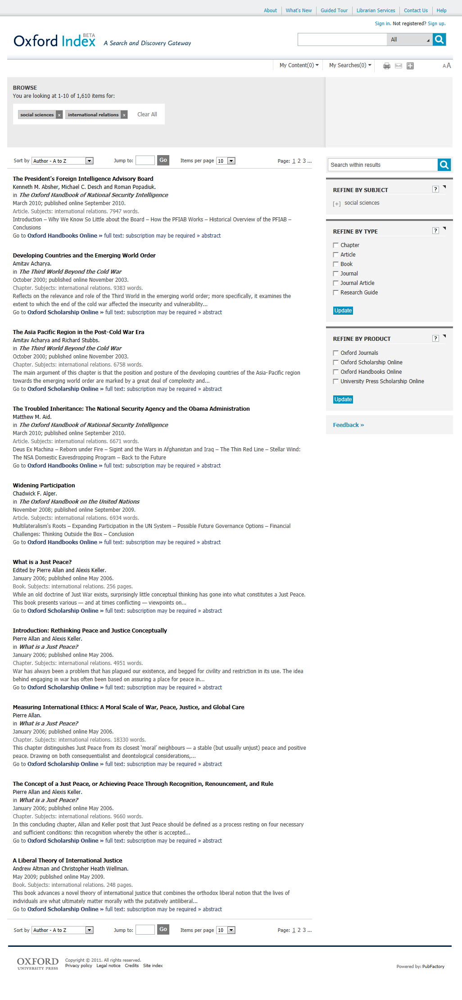 About What's New Guided Tour Librarian Services Contact Us Help
Sign in. Not registered? Sign up.
Oxford Index BETA A Search and Discovery Gateway
All
My Content(0) My Searches(0) AA
BROWSE
You are looking at 1-10 of 1,610 items for:
social sciences x international relations x Clear All
Sort by Author - A to Z Jump to: Go Items per page 10 Page: 1 2 3 ...
The President's Foreign Intelligence Advisory Board
Kenneth M. Absher, Michael C. Desch and Roman Popadiuk.
in The Oxford Handbook of National Security Intelligence
March 2010; published online September 2010.
Article. Subjects: international relations. 7947 words.
Introduction – Why We Know So Little about the Board – How the PFIAB Works – Historical Overview of the PFIAB –
Conclusions
Go to Oxford Handbooks Online » full text: subscription may be required » abstract
Developing Countries and the Emerging World Order
Amitav Acharya.
in The Third World Beyond the Cold War
October 2000; published online November 2003.
Chapter. Subjects: international relations. 9383 words.
Reflects on the relevance and role of the Third World in the emerging world order; more specifically, it examines the
extent to which the end of the cold war affected the insecurity and vulnerability...
Go to Oxford Scholarship Online » full text: subscription may be required » abstract
The Asia Pacific Region in the Post-Cold War Era
Amitav Acharya and Richard Stubbs.
in The Third World Beyond the Cold War
October 2000; published online November 2003.
Chapter. Subjects: international relations. 6758 words.
The main argument of this chapter is that the position and posture of the developing countries of the Asia-Pacific region
towards the emerging world order are marked by a great deal of complexity and...
Go to Oxford Scholarship Online » full text: subscription may be required » abstract
The Troubled Inheritance: The National Security Agency and the Obama Administration
Matthew M. Aid.
in The Oxford Handbook of National Security Intelligence
March 2010; published online September 2010.
Article. Subjects: international relations. 6671 words.
Deus Ex Machina – Reborn under Fire – Sigint and the Wars in Afghanistan and Iraq – The Thin Red Line – Stellar Wind:
The NSA Domestic Eavesdropping Program – Back to the Future
Go to Oxford Handbooks Online » full text: subscription may be required » abstract
Widening Participation
Chadwick F. Alger.
in The Oxford Handbook on the United Nations
November 2008; published online September 2009.
Article. Subjects: international relations. 6934 words.
Multilateralism's Roots – Expanding Participation in the UN System – Possible Future Governance Options – Financial
Challenges: Thinking Outside the Box – Conclusion
Go to Oxford Handbooks Online » full text: subscription may be required » abstract
What is a Just Peace?
Edited by Pierre Allan and Alexis Keller.
January 2006; published online May 2006.
Book. Subjects: international relations. 256 pages.
While an old doctrine of Just War exists, surprisingly little conceptual thinking has gone into what constitutes a Just Peace.
This book presents various — and at times conflicting — viewpoints on...
Go to Oxford Scholarship Online » full text: subscription may be required » abstract
Introduction: Rethinking Peace and Justice Conceptually
Pierre Allan and Alexis Keller.
in What is a Just Peace?
January 2006; published online May 2006.
Chapter. Subjects: international relations. 4951 words.
War has always been a problem that has plagued our existence, and begged for civility and restriction in its use. The idea
behind engaging in war has often been based on assuring a place for peace in...
Go to Oxford Scholarship Online » full text: subscription may be required » abstract
Measuring International Ethics: A Moral Scale of War, Peace, Justice, and Global Care
Pierre Allan.
in What is a Just Peace?
January 2006; published online May 2006.
Chapter. Subjects: international relations. 18330 words.
This chapter distinguishes Just Peace from its closest ‘moral’ neighbours — a stable (but usually unjust) peace and positive
peace. Drawing on both consequentialist and deontological considerations,...
Go to Oxford Scholarship Online » full text: subscription may be required » abstract
The Concept of a Just Peace, or Achieving Peace Through Recognition, Renouncement, and Rule
Pierre Allan and Alexis Keller.
in What is a Just Peace?
January 2006; published online May 2006.
Chapter. Subjects: international relations. 9660 words.
In this concluding chapter, Allan and Keller posit that Just Peace should be defined as a process resting on four necessary
and sufficient conditions: thin recognition whereby the other is accepted...
Go to Oxford Scholarship Online » full text: subscription may be required » abstract
A Liberal Theory of International Justice
Andrew Altman and Christopher Heath Wellman.
May 2009; published online May 2009.
Book. Subjects: international relations. 248 pages.
This book advances a novel theory of international justice that combines the orthodox liberal notion that the lives of
individuals are what ultimately matter morally with the putatively antiliberal...
Go to Oxford Scholarship Online » full text: subscription may be required » abstract
Sort by Author - A to Z Jump to: Go Items per page 10 Page: 1 2 3 ...
Search within results
REFINE BY SUBJECT ?
[+] social sciences
REFINE BY TYPE ?
Chapter
Article
Book
Journal
Journal Article
Research Guide
Update
REFINE BY PRODUCT ?
Oxford Journals
Oxford Scholarship Online
Oxford Handbooks Online
University Press Scholarship Online
Update
Feedback »
OXFORD
UNIVERSITY PRESS
Copyright © 2011. All rights reserved.
Privacy policy Legal notice Credits Site index
Powered by: PubFactory